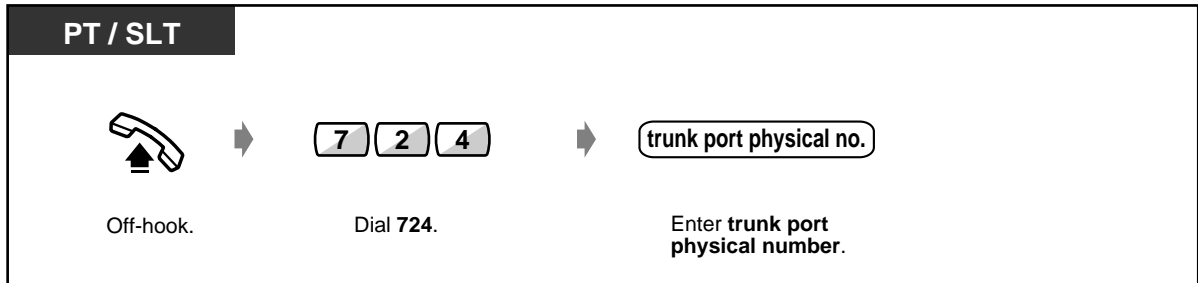 PT / SLT
7 2 4
trunk port physical no.
Off-hook.
Dial 724.
Enter trunk port
physical number.